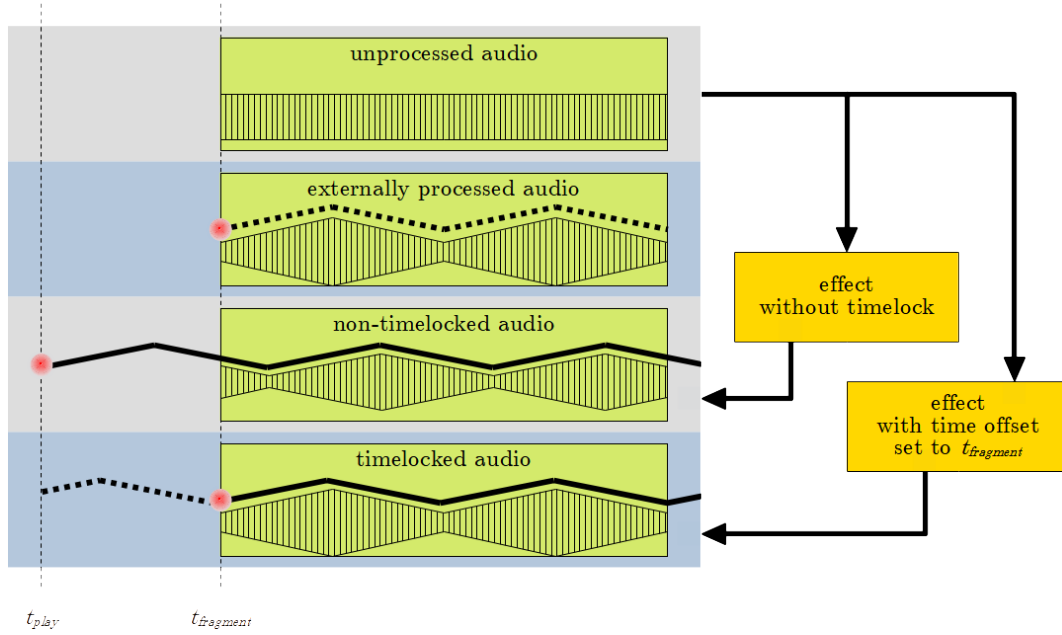 unprocessed audio
externally processed audio
effect
without timelock
non-timelocked audio
effect
with time offset
set to t_fragment
timelocked audio
t_play
t_fragment